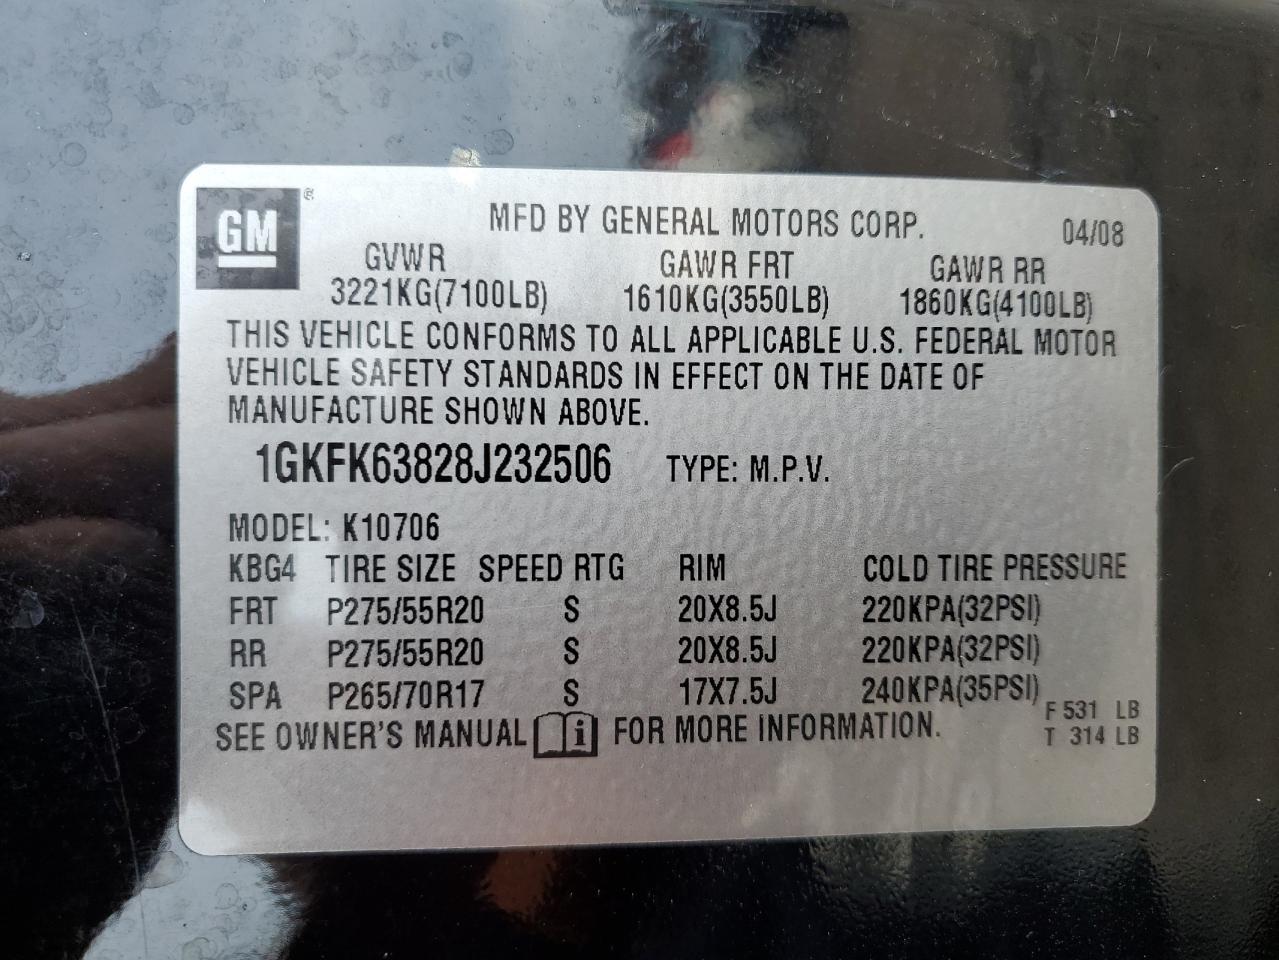 GM®
MFD BY GENERAL MOTORS CORP. 04/08
GVWR GAWR FRT GAWR RR
3221KG(7100LB) 1610KG(3550LB) 1860KG(4100LB)
THIS VEHICLE CONFORMS TO ALL APPLICABLE U.S. FEDERAL MOTOR
VEHICLE SAFETY STANDARDS IN EFFECT ON THE DATE OF
MANUFACTURE SHOWN ABOVE.
1GKFK63828J232506 TYPE: M.P.V.
MODEL: K10706
KBG4 TIRE SIZE SPEED RTG RIM COLD TIRE PRESSURE
FRT P275/55R20 S 20X8.5J 220KPA(32PSI)
RR P275/55R20 S 20X8.5J 220KPA(32PSI)
SPA P265/70R17 S 17X7.5J 240KPA(35PSI)
F 531 LB
SEE OWNER'S MANUAL i FOR MORE INFORMATION. T 314 LB